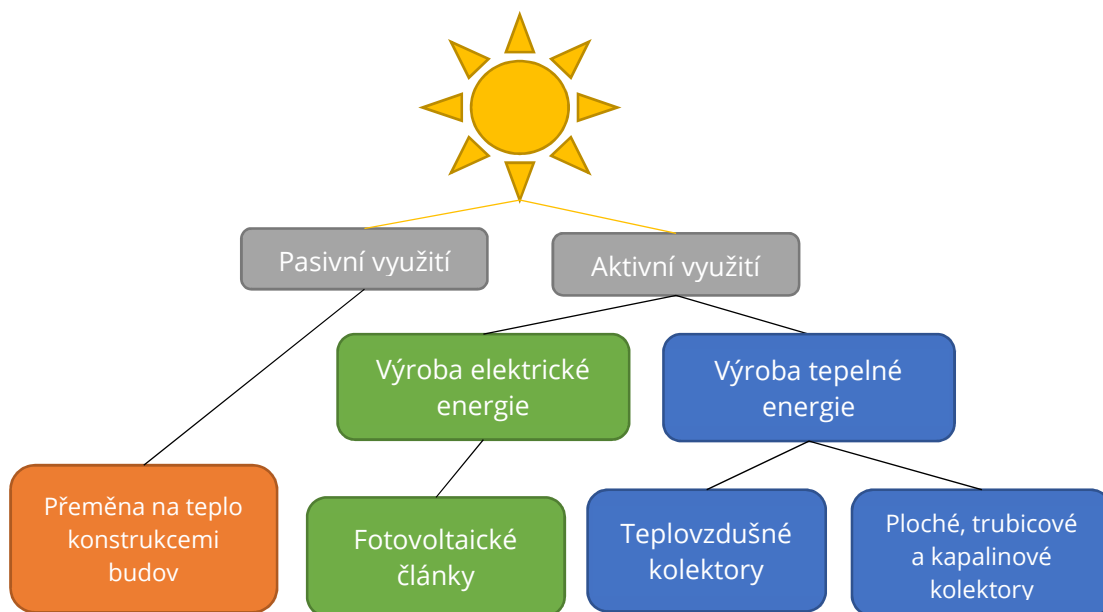 Pasivní využití
Aktivní využití
Výroba elektrické
energie
Výroba tepelné
energie
Přeměna na teplo
konstrukcemi
budov
Fotovoltaické
články
Teplovzdušné
kolektory
Ploché, trubicové
a kapalinové
kolektory